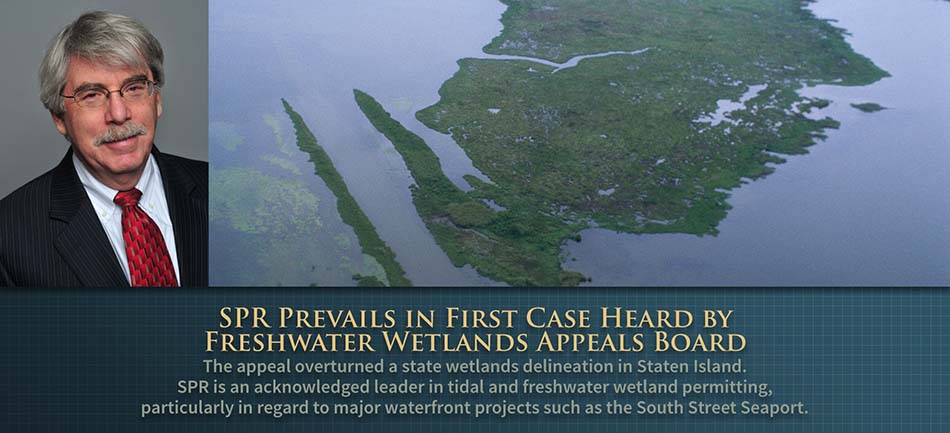 SPR Prevails in First Case Heard by
Freshwater Wetlands Appeals Board
The appeal overturned a state wetlands delineation in Staten Island.
SPR is an acknowledged leader in tidal and freshwater wetland permitting,
particularly in regard to major waterfront projects such as the South Street Seaport.